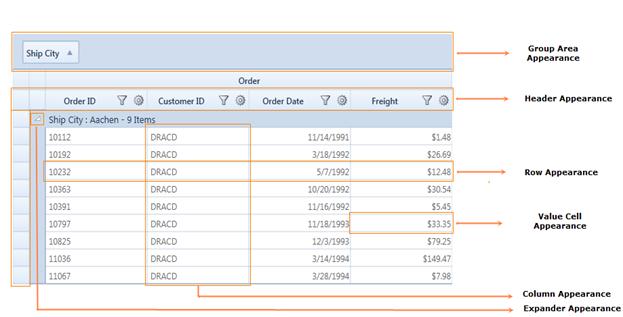 Ship City
Group Area
Appearance
Order
Order ID Customer ID Order Date Freight
Header Appearance
Ship City : Aachen - 9 Items
10112 DRACD 11/14/1991 $1.48
10192 DRACD 3/18/1992 $26.69
10232 DRACD 5/7/1992 $12.48
Row Appearance
10363 DRACD 10/20/1992 $30.54
10391 DRACD 11/16/1992 $5.45
10797 DRACD 11/18/1993 $33.35
Value Cell
Appearance
10825 DRACD 12/3/1993 $79.25
11036 DRACD 3/14/1994 $149.47
11067 DRACD 3/28/1994 $7.98
Column Appearance
Expander Appearance